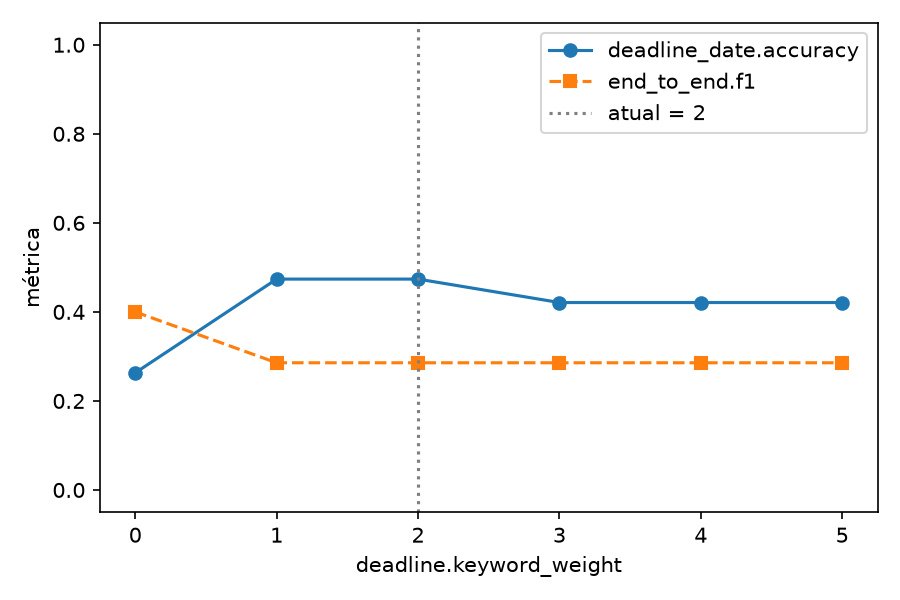 deadline_date.accuracy
end_to_end.f1
atual = 2
métrica
1.0
0.8
0.6
0.4
0.2
0.0
0 1 2 3 4 5
deadline.keyword_weight